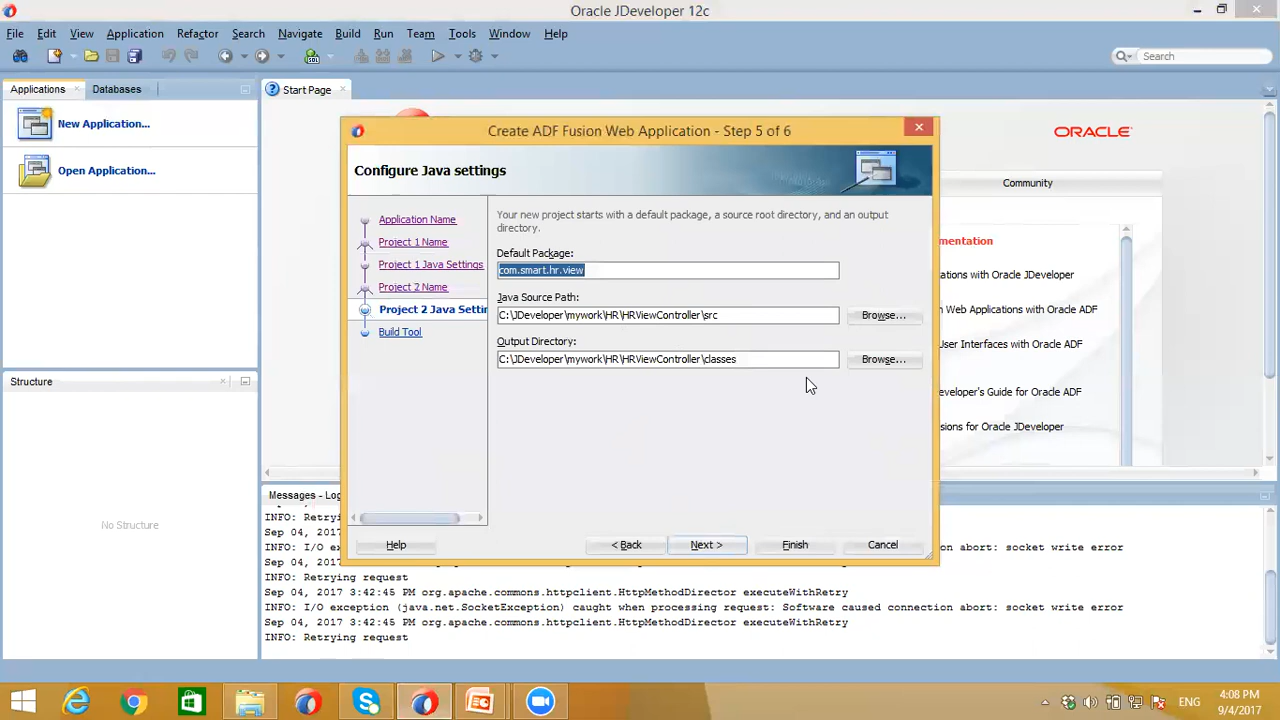 Oracle JDeveloper 12c
File Edit View Application Refactor Search Navigate Build Run Team Tools Window Help
Search
Applications Databases
Start Page
New Application...
Open Application...
Structure
No Structure
ORACLE
Community
mentation
ations with Oracle JDeveloper
n Web Applications with Oracle ADF
User Interfaces with Oracle ADF
eveloper's Guide for Oracle ADF
sions for Oracle JDeveloper
Create ADF Fusion Web Application - Step 5 of 6
Configure Java settings
Application Name
Project 1 Name
Project 1 Java Settings
Project 2 Name
Project 2 Java Settin
Build Tool
Your new project starts with a default package, a source root directory, and an output
directory.
Default Package:
com.smart.hr.view
Java Source Path:
C:\JDeveloper\mywork\HR\HRViewController\src
Browse...
Output Directory:
C:\JDeveloper\mywork\HR\HRViewController\classes
Browse...
Help < Back Next > Finish Cancel
Messages - Log
INFO: Retryi
Sep 04, 2017
INFO: I/O ex abort: socket write error
Sep 04, 201
INFO: Retrying request
Sep 04, 2017 3:42:45 PM org.apache.commons.httpclient.HttpMethodDirector executeWithRetry
INFO: I/O exception (java.net.SocketException) caught when processing request: Software caused connection abort: socket write error
Sep 04, 2017 3:42:45 PM org.apache.commons.httpclient.HttpMethodDirector executeWithRetry
INFO: Retrying request
ENG
4:08 PM
9/4/2017